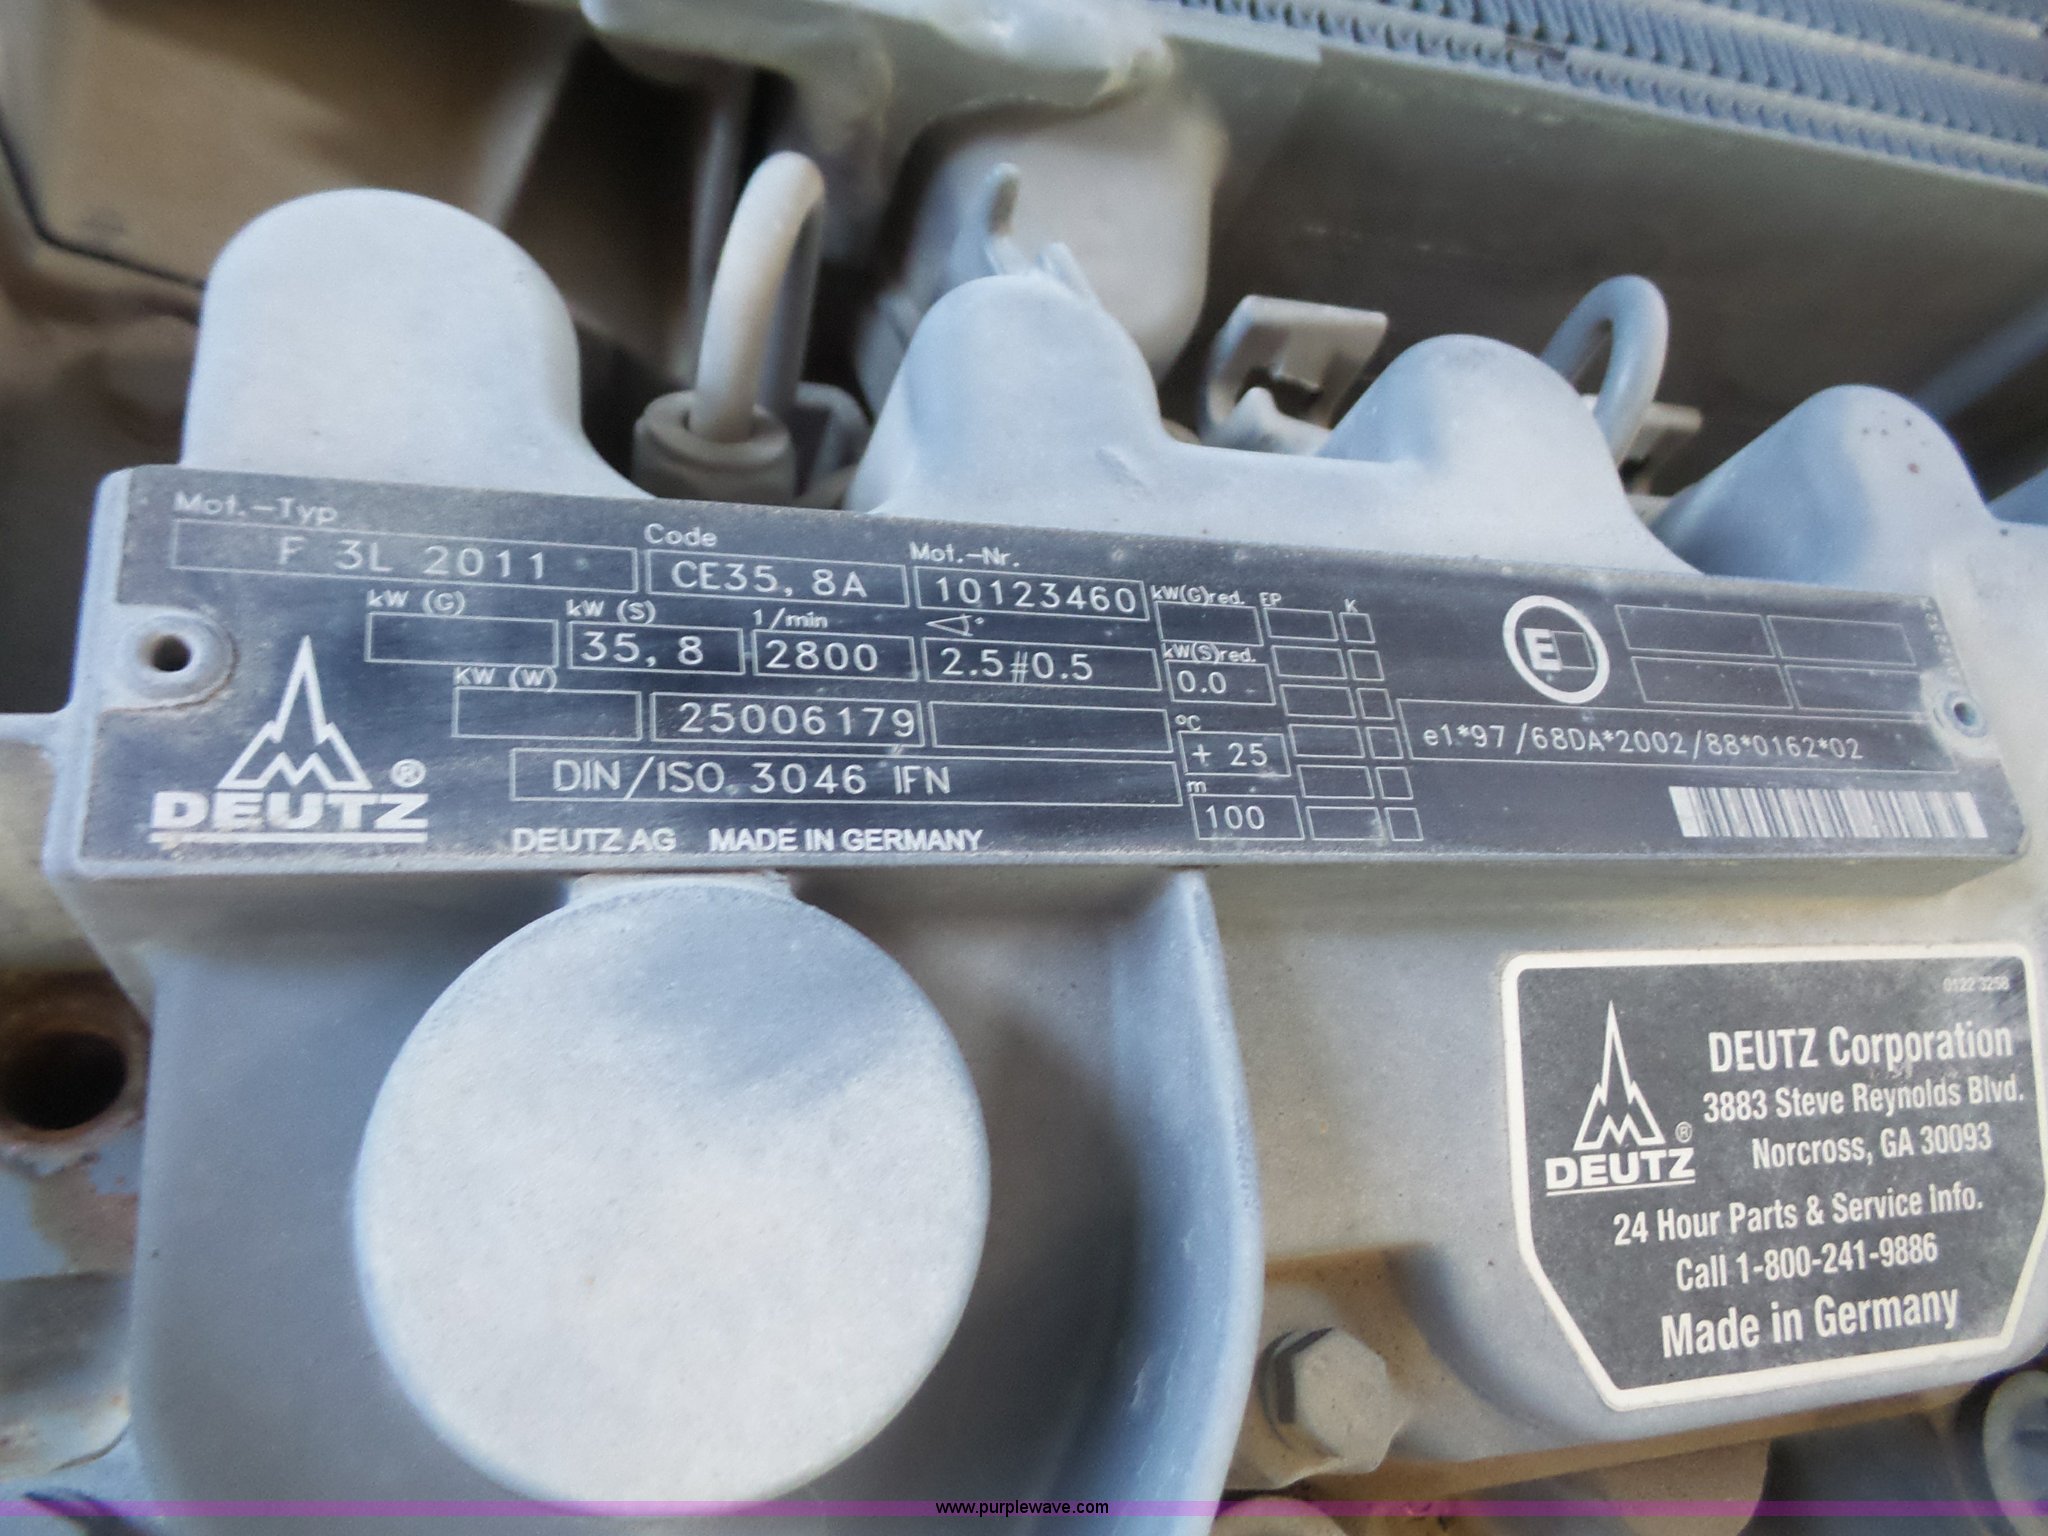 Mot.-Typ
F 3L 2011
Code
CE35,8A
Mot.-Nr.
10123460
kW (G)
kW (S)
35,8
1/min
2800
2.5#0.5
kW(G)red. EP K
kW(S)red.
0.0
kW (W)
25006179
°C
+ 25
m
100
DIN/ISO 3046 IFN
E
e1*97/68DA*2002/88*0162*02
DEUTZ ®
DEUTZ AG MADE IN GERMANY
0122 3258
DEUTZ ®
DEUTZ Corporation
3883 Steve Reynolds Blvd.
Norcross, GA 30093
24 Hour Parts & Service Info.
Call 1-800-241-9886
Made in Germany
www.purplewave.com